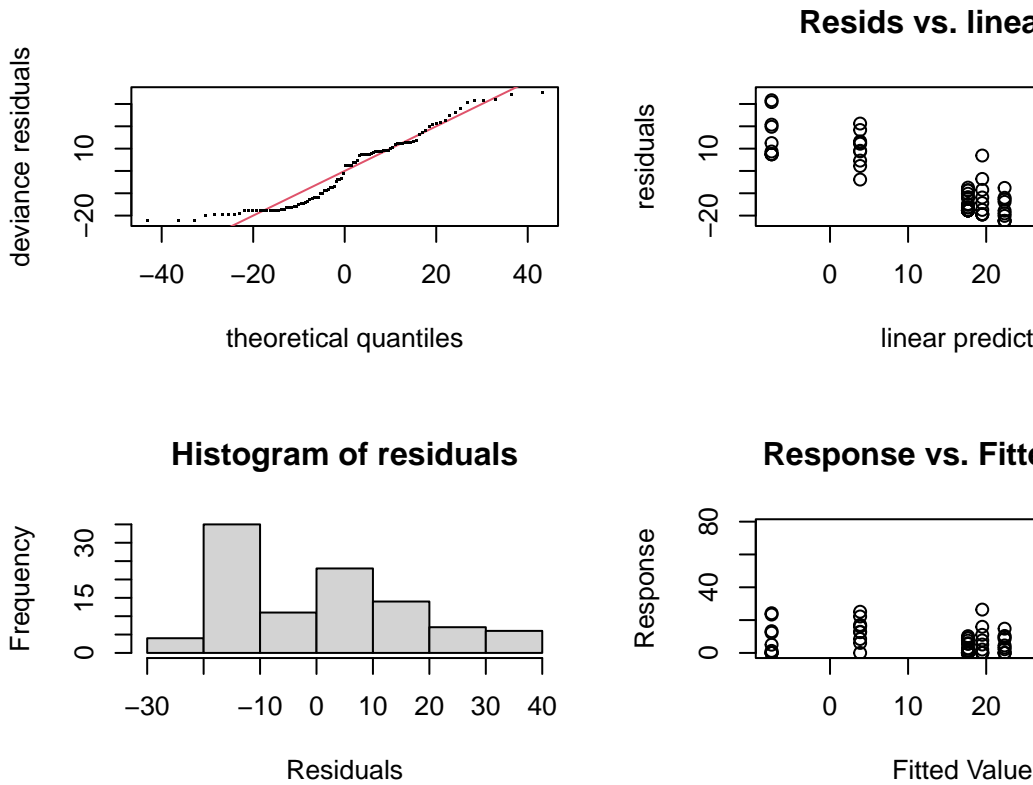 deviance residuals
10
−20
−40 −20 0 20 40
theoretical quantiles
Resids vs. linea
residuals
10
−20
0 10 20
linear predict
Histogram of residuals
Frequency
30
15
0
−30 −10 0 10 20 30 40
Residuals
Response vs. Fitte
Response
80
40
0
0 10 20
Fitted Value